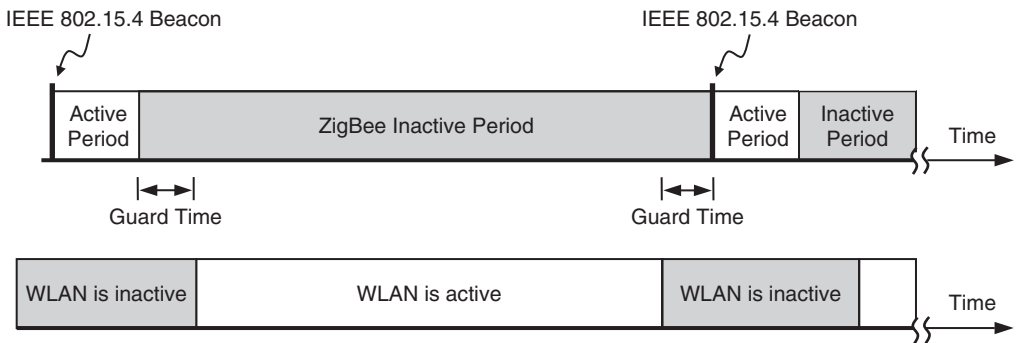 IEEE 802.15.4 Beacon
IEEE 802.15.4 Beacon
Active
Period
ZigBee Inactive Period
Active
Period
Inactive
Period
Time
Guard Time
Guard Time
WLAN is inactive
WLAN is active
WLAN is inactive
Time